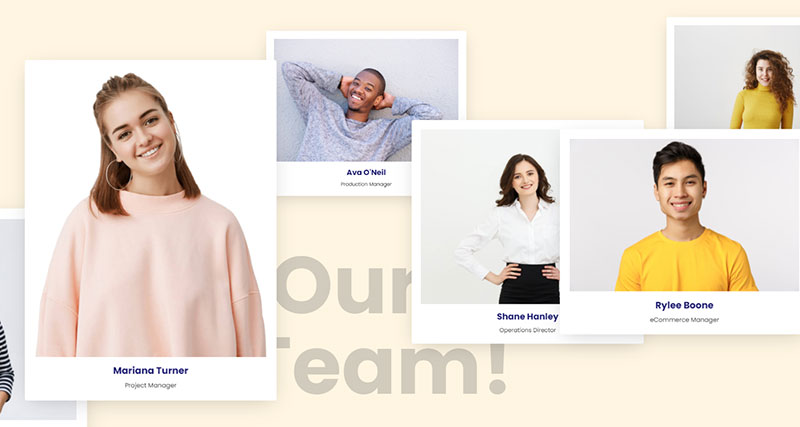 Ava O'Neil
Production Manager
Our
Team!
Shane Hanley
Operations Director
Rylee Boone
eCommerce Manager
Mariana Turner
Project Manager